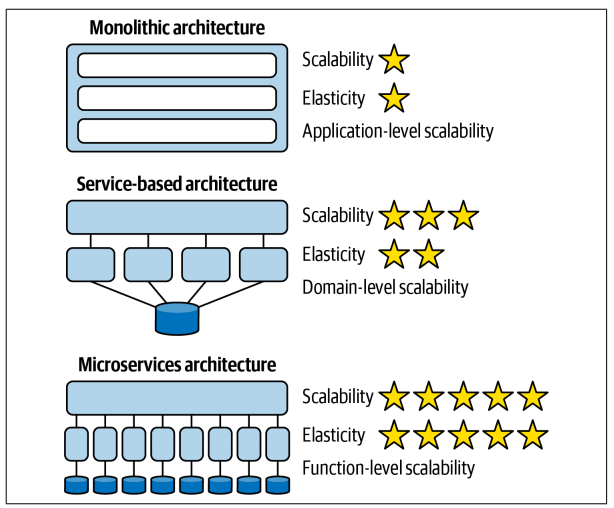 Monolithic architecture
Scalability
Elasticity
Application-level scalability
Service-based architecture
Scalability
Elasticity
Domain-level scalability
Microservices architecture
Scalability
Elasticity
Function-level scalability